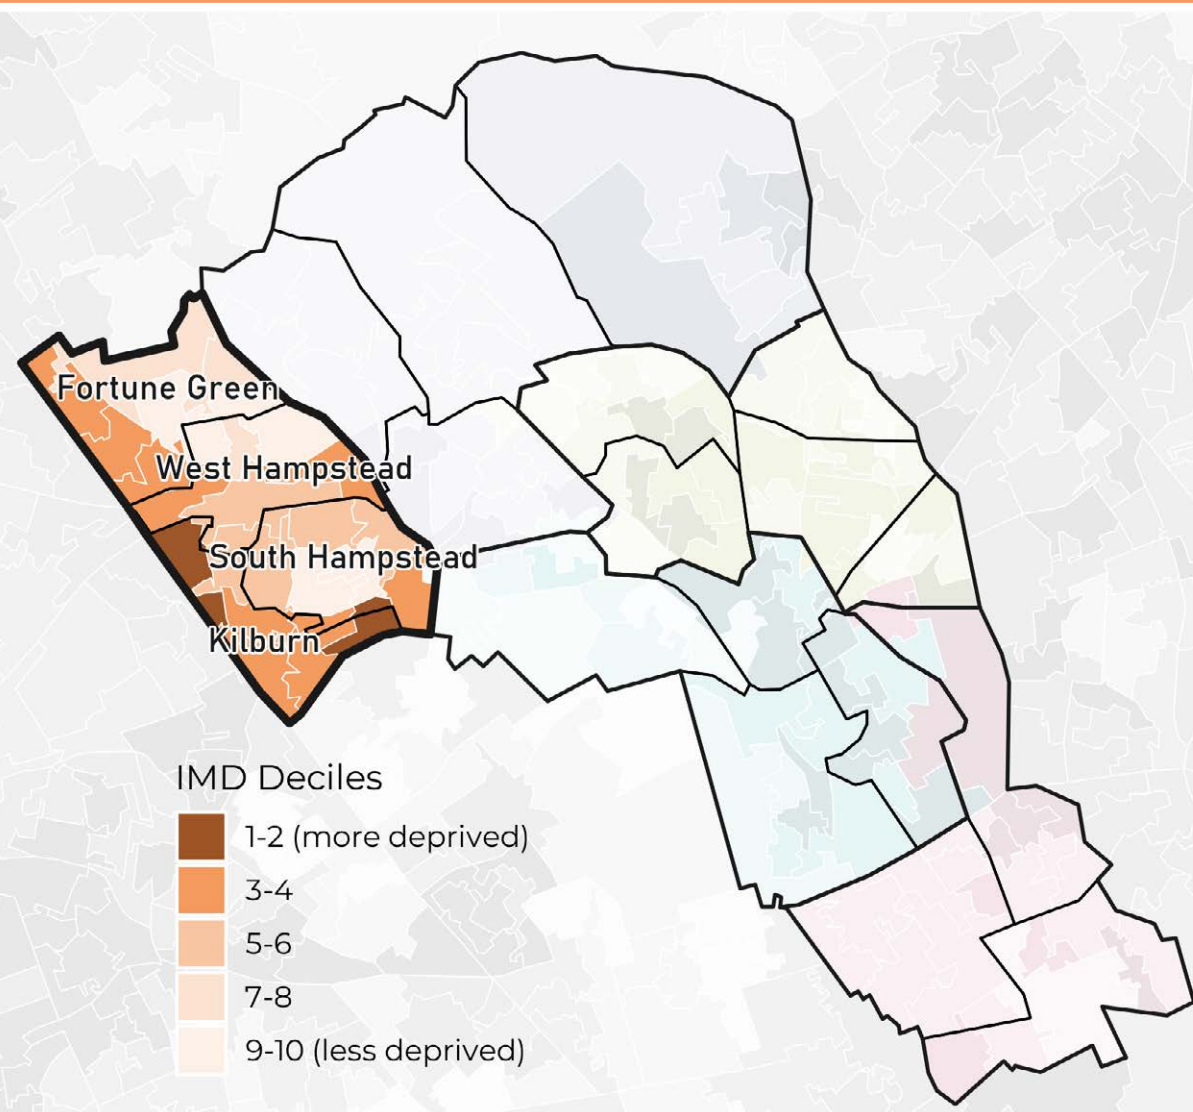 Fortune Green
West Hampstead
South Hampstead
Kilburn
IMD Deciles
1-2 (more deprived)
3-4
5-6
7-8
9-10 (less deprived)